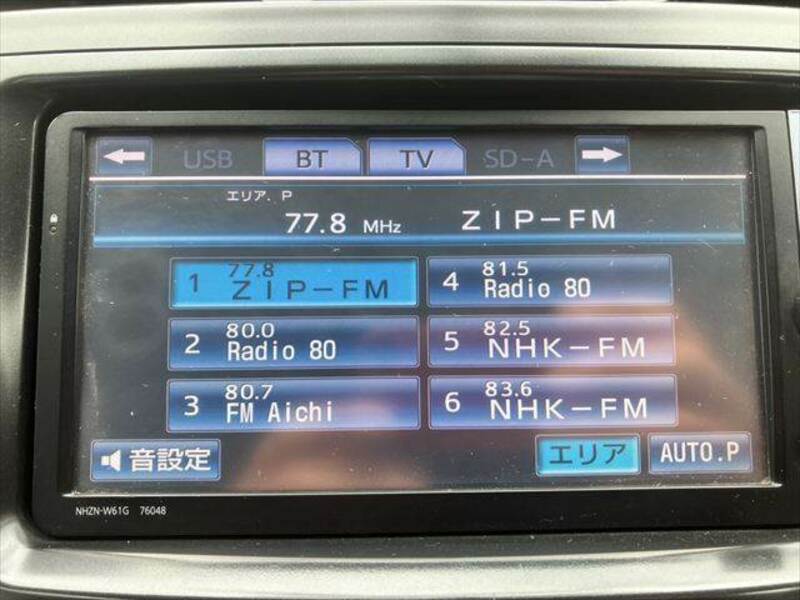 USB BT TV SD-A
エリア. P
77.8 MHz ZIP-FM
1 77.8 ZIP-FM
2 80.0 Radio 80
3 80.7 FM Aichi
4 81.5 Radio 80
5 82.5 NHK-FM
6 83.6 NHK-FM
音設定 エリア AUTO.P
NHZN-W61G 76048